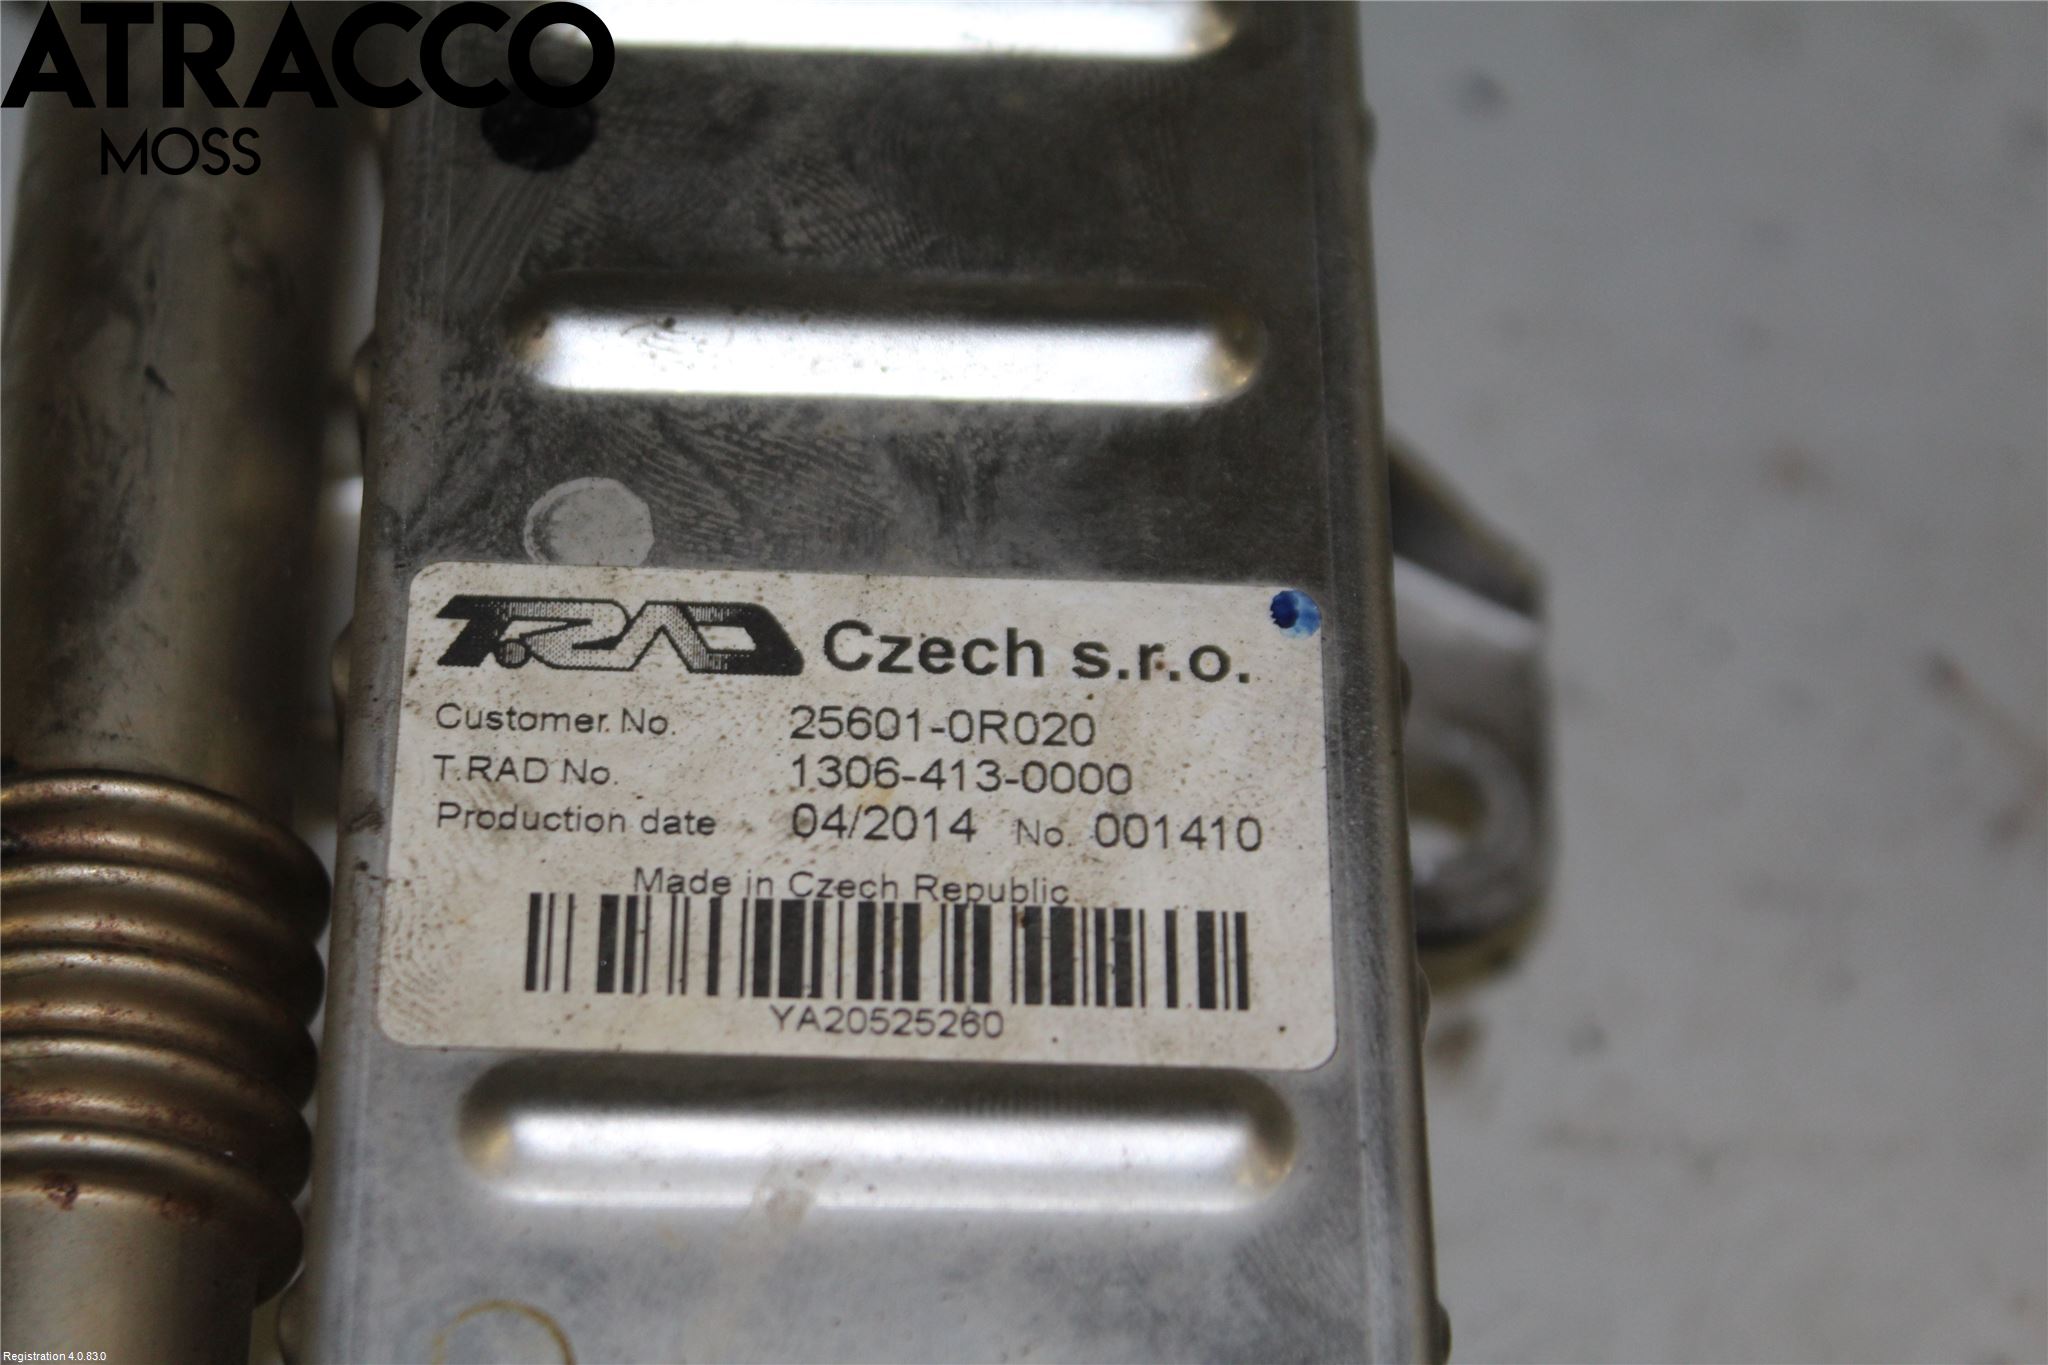 ATRACCO
MOSS
T.RAD Czech s.r.o.
Customer No. 25601-0R020
T.RAD No. 1306-413-0000
Production date 04/2014 No. 001410
Made in Czech Republic
YA20525260
Registration 4.0.83.0